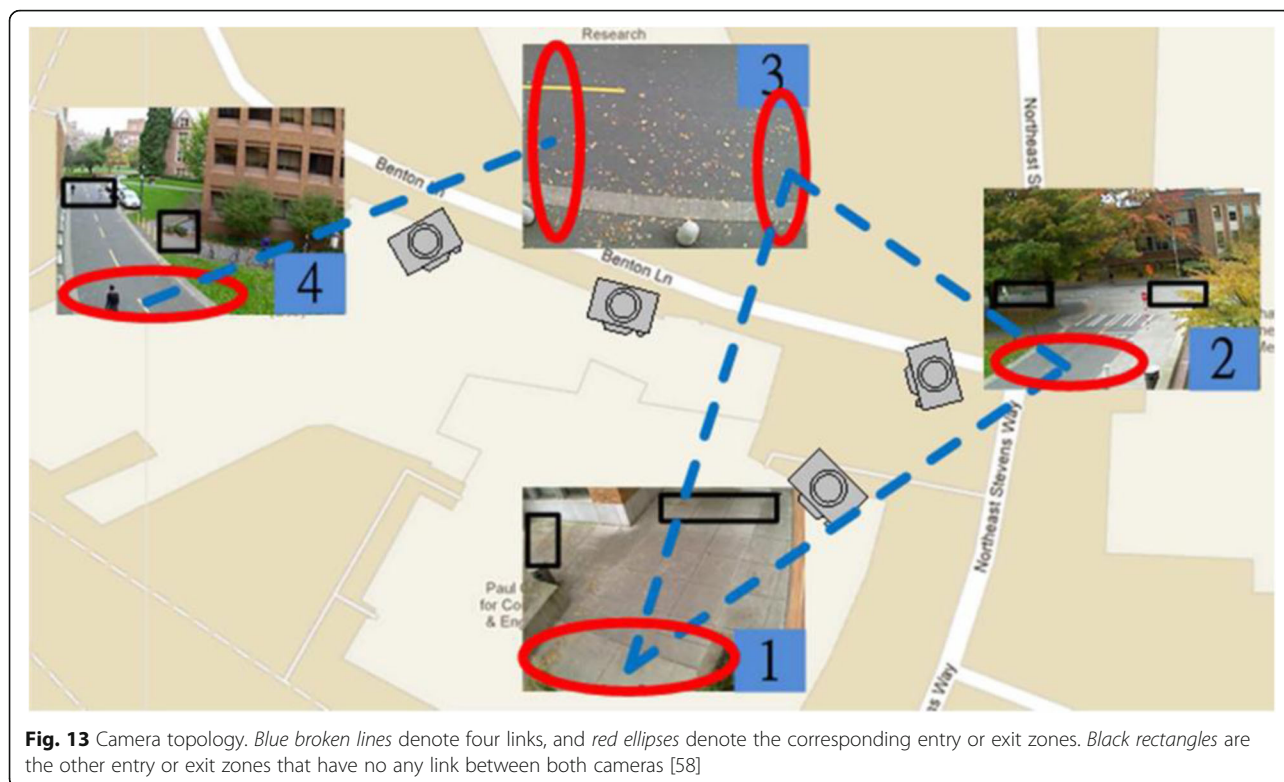 Research
3
Northeast S
Benton Ln
4
Benton Ln
2
Northeast Stevens Way
Paul
for Co
& Eng
1
s Way
Fig. 13 Camera topology. Blue broken lines denote four links, and red ellipses denote the corresponding entry or exit zones. Black rectangles are
the other entry or exit zones that have no any link between both cameras [58]